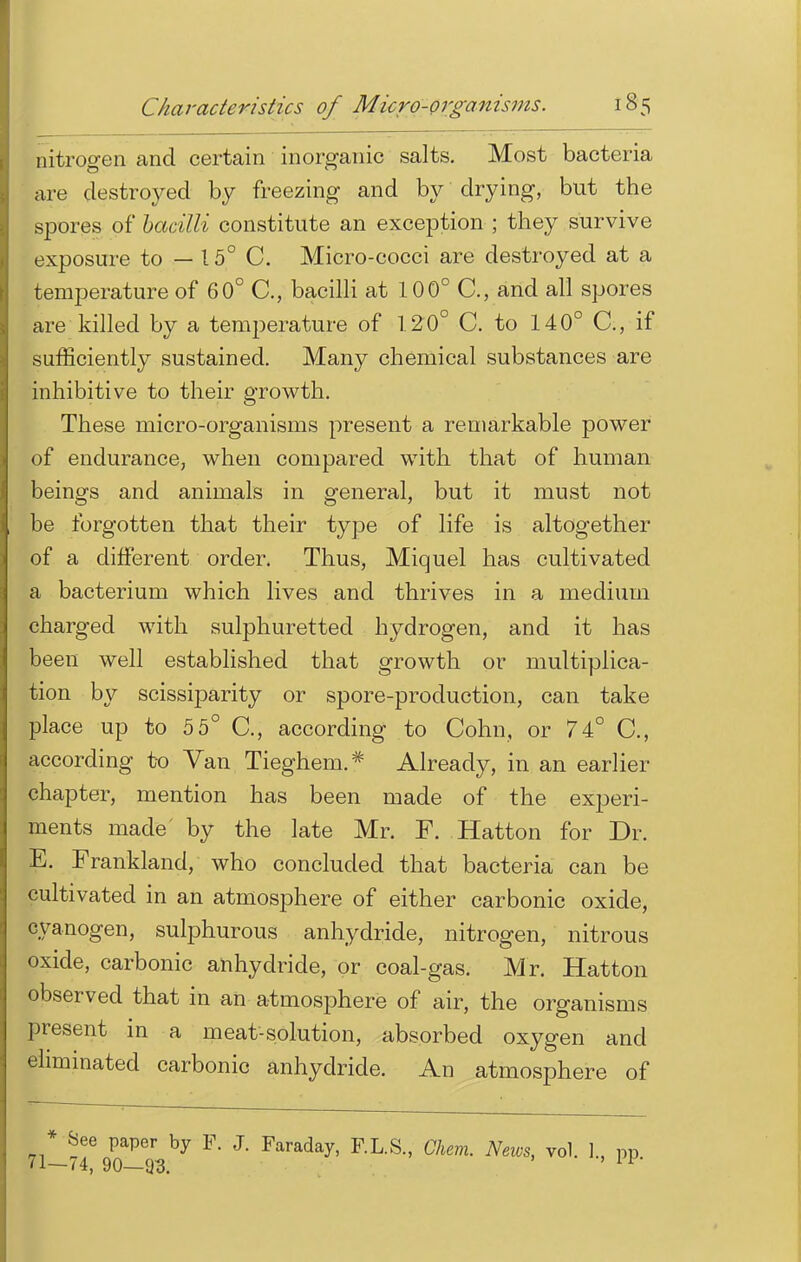 Characteristics of Micro-organisms. 185
nitrogen and certain inorganic salts. Most bacteria
are destroyed by freezing and by drying, but the
spores of bacilli constitute an exception ; they survive
exposure to — 15° C. Micro-cocci are destroyed at a
temperature of 60° C., bacilli at 100° C., and all spores
are killed by a temperature of 120° C. to 140° C., if
sufficiently sustained. Many chemical substances are
inhibitive to their growth.
These micro-organisms present a remarkable power
of endurance, when compared with that of human
beings and animals in general, but it must not
be forgotten that their type of life is altogether
of a different order. Thus, Miquel has cultivated
a bacterium which lives and thrives in a medium
charged with sulphuretted hydrogen, and it has
been well established that growth or multiplica-
tion by scissiparity or spore-production, can take
place up to 55° C., according to Cohn, or 74° C.,
according to Van Tieghem.* Already, in an earlier
chapter, mention has been made of the experi-
ments made by the late Mr. F. Hatton for Dr.
E. Frankland, who concluded that bacteria can be
cultivated in an atmosphere of either carbonic oxide,
cyanogen, sulphurous anhydride, nitrogen, nitrous
oxide, carbonic anhydride, or coal-gas. Mr. Hatton
observed that in an atmosphere of air, the organisms
present in a meat-solution, absorbed oxygen and
eliminated carbonic anhydride. An atmosphere of
* See paper by F. J. Faraday, F.L.S., Chem. News, vol. l., pp.
71—74, 90—93.